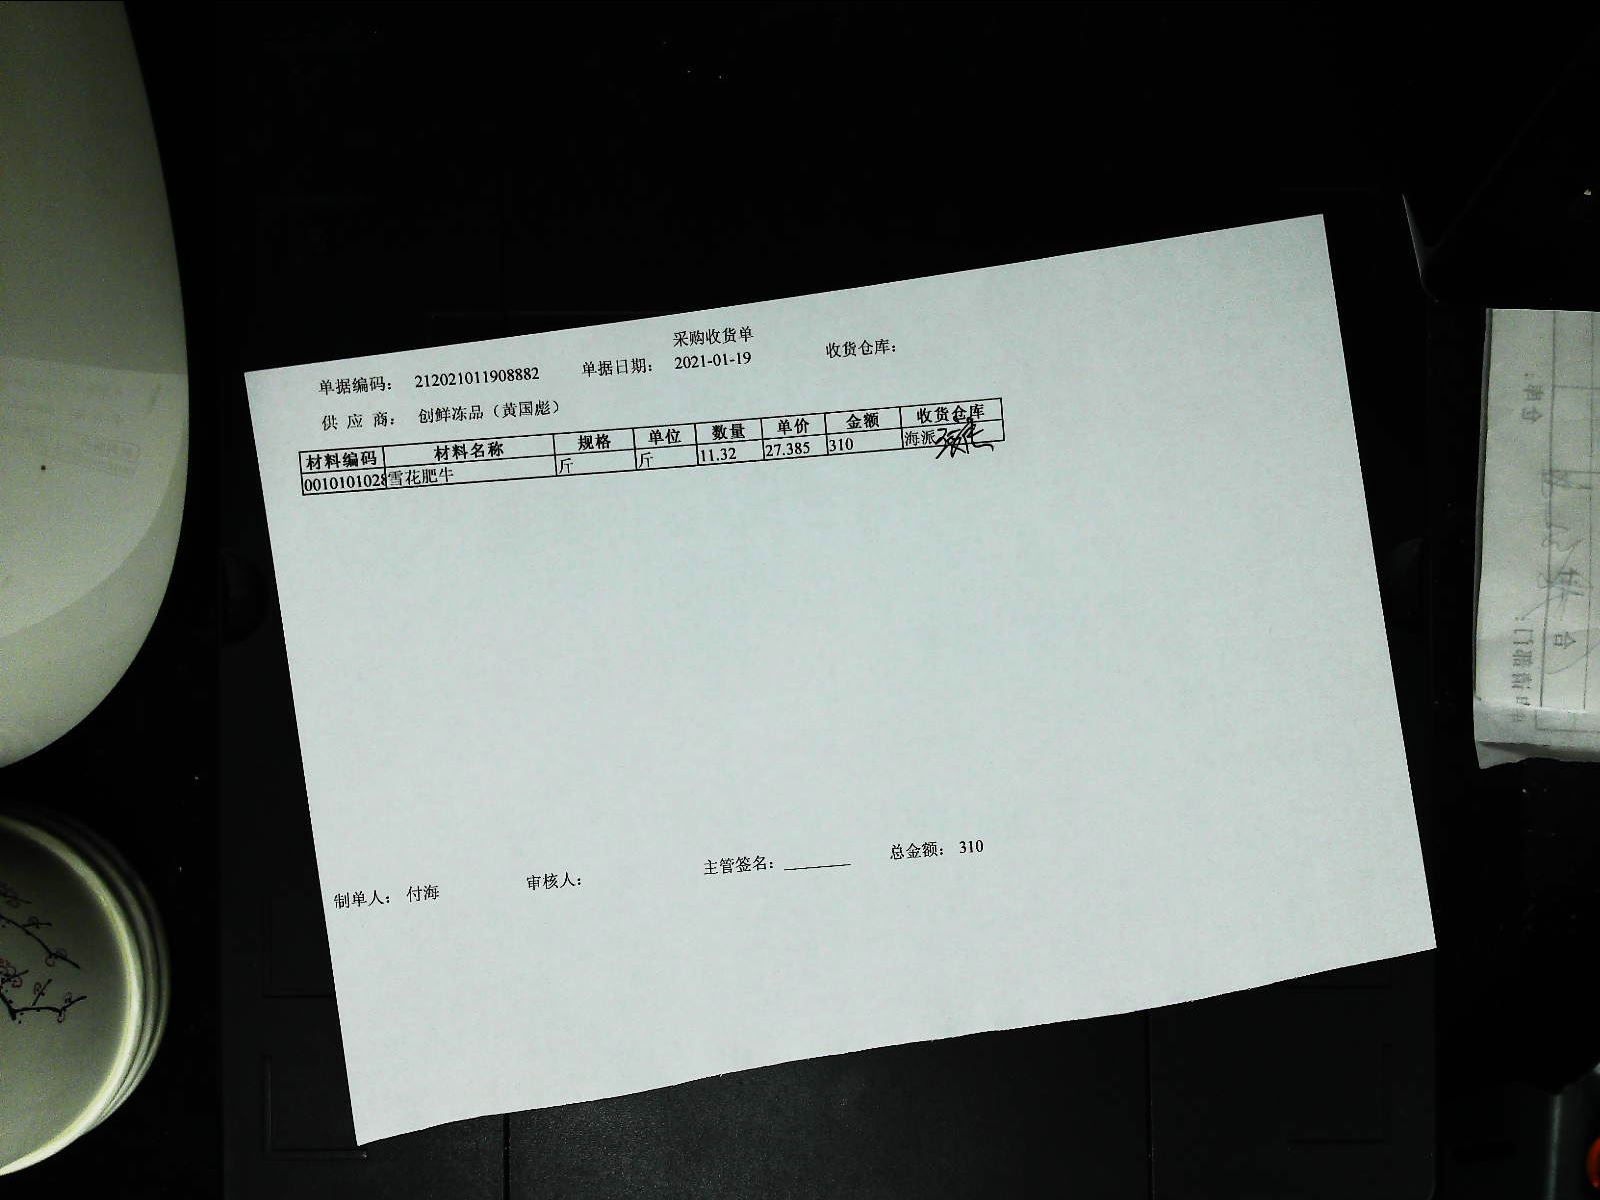 采购收货单
单据编码： 212021011908882 单据日期： 2021-01-19 收货仓库：
供 应 商： 创鲜冻品（黄国彪）
材料编码 材料名称 规格 单位 数量 单价 金额 收货仓库
0010101028 雪花肥牛 斤 斤 11.32 27.385 310 海派
制单人： 付海 审核人： 主管签名： 总金额： 310